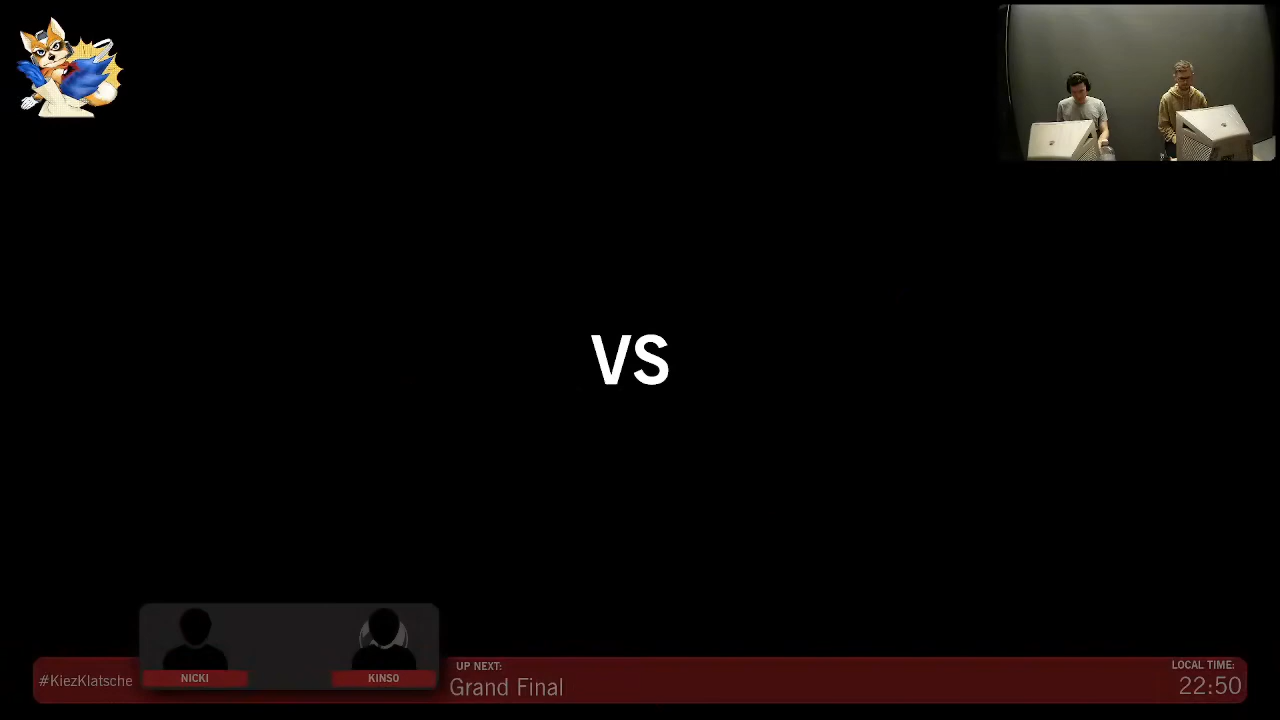 VS
NICKI
KINSO
#KiezKlatsche
UP NEXT:
Grand Final
LOCAL TIME:
22:50